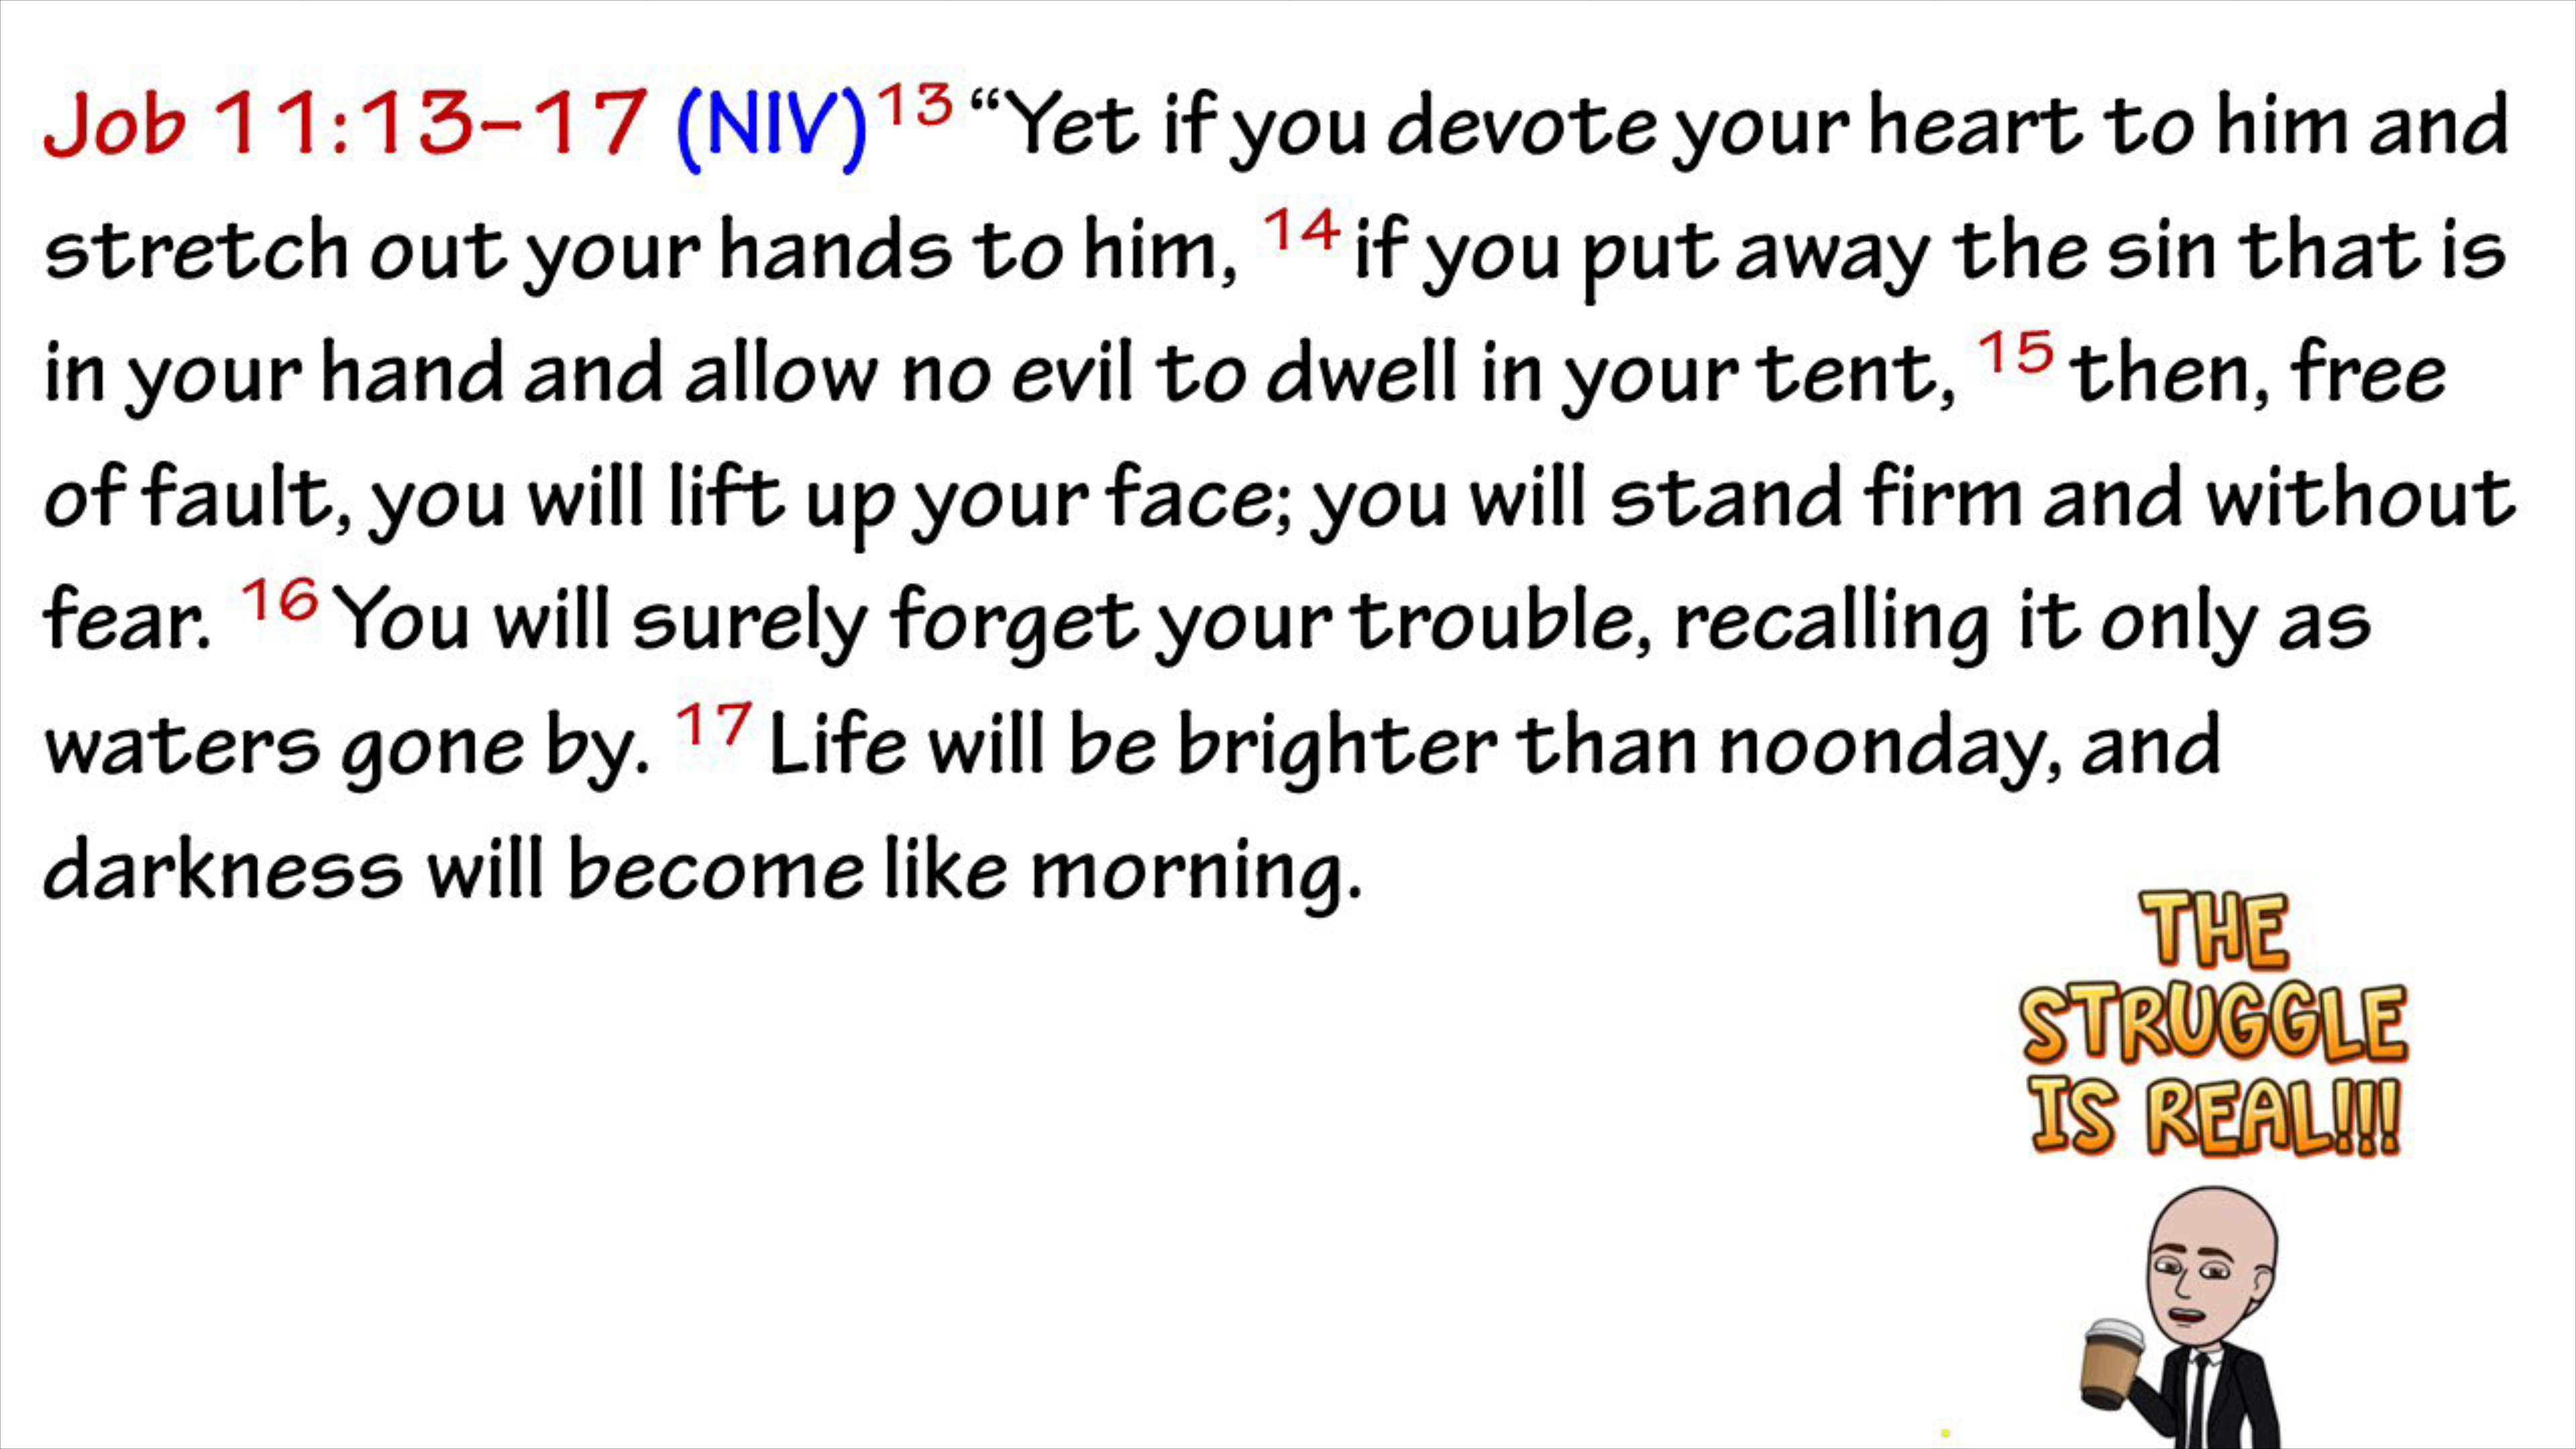 Job 11:13-17 (NIV) 13 “Yet if you devote your heart to him and
stretch out your hands to him, 14 if you put away the sin that is
in your hand and allow no evil to dwell in your tent, 15 then, free
of fault, you will lift up your face; you will stand firm and without
fear. 16 You will surely forget your trouble, recalling it only as
waters gone by. 17 Life will be brighter than noonday, and
darkness will become like morning.
THE
STRUGGLE
IS REAL!!!